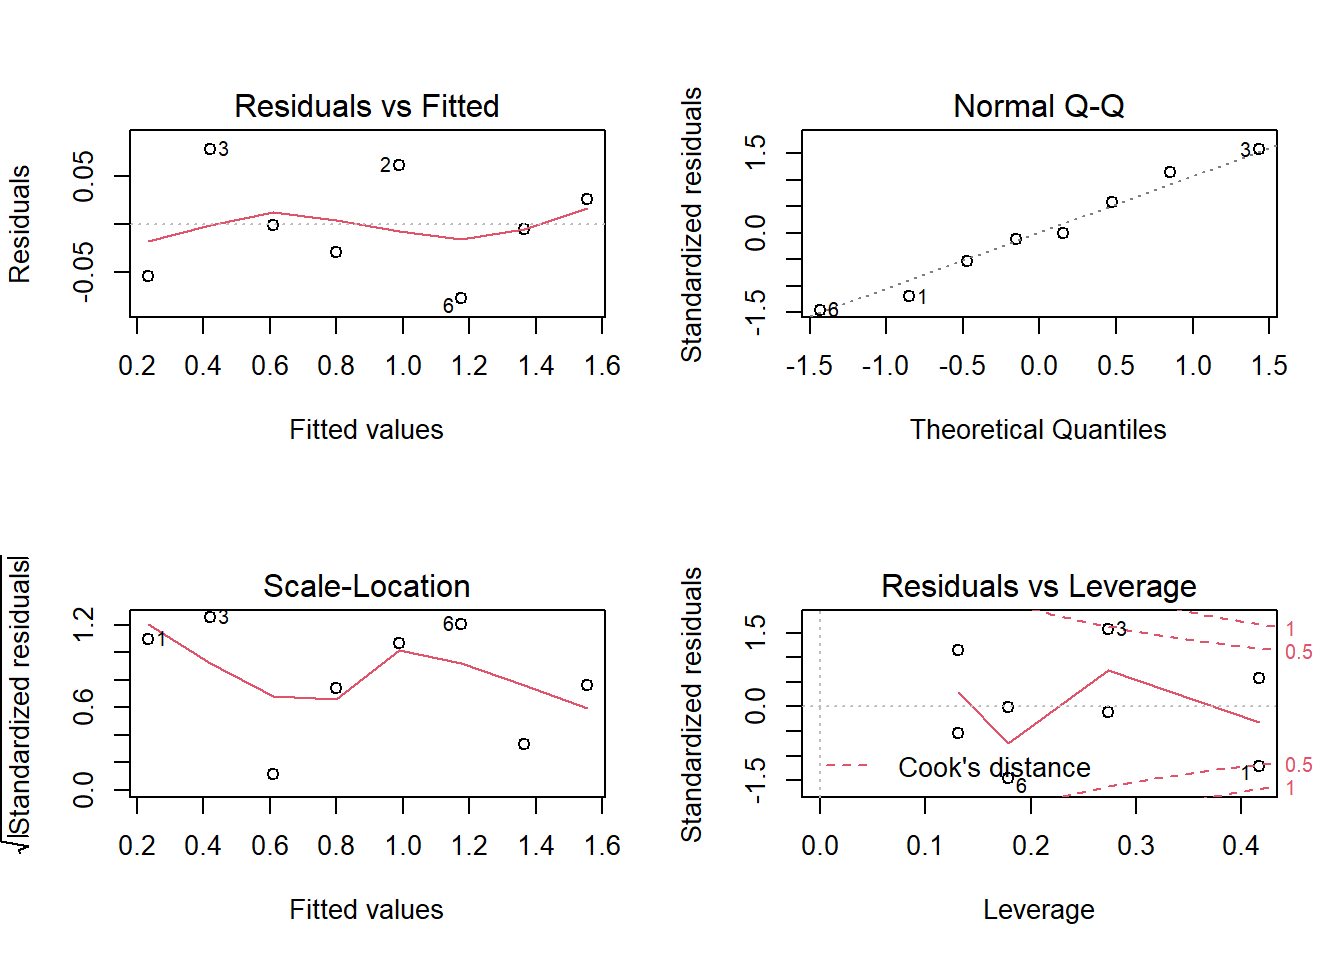 Residuals vs Fitted
Residuals
0.05
-0.05
3
2
6
0.2 0.4 0.6 0.8 1.0 1.2 1.4 1.6
Fitted values
Normal Q-Q
Standardized residuals
1.5
0.0
-1.5
3
1
6
-1.5 -1.0 -0.5 0.0 0.5 1.0 1.5
Theoretical Quantiles
Scale-Location
√|Standardized residuals|
1.2
0.6
0.0
1
3
6
0.2 0.4 0.6 0.8 1.0 1.2 1.4 1.6
Fitted values
Residuals vs Leverage
Standardized residuals
1.5
0.0
-1.5
3
1
0.5
Cook's distance
6
1
0.5
1
0.0 0.1 0.2 0.3 0.4
Leverage